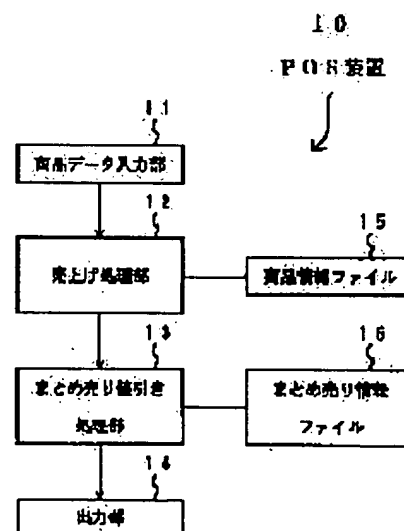 10
POS装置
11
商品データ入力部
12
売上げ処理部
15
商品情報ファイル
13
まとめ売り値引き
処理部
16
まとめ売り情報
ファイル
14
出力部